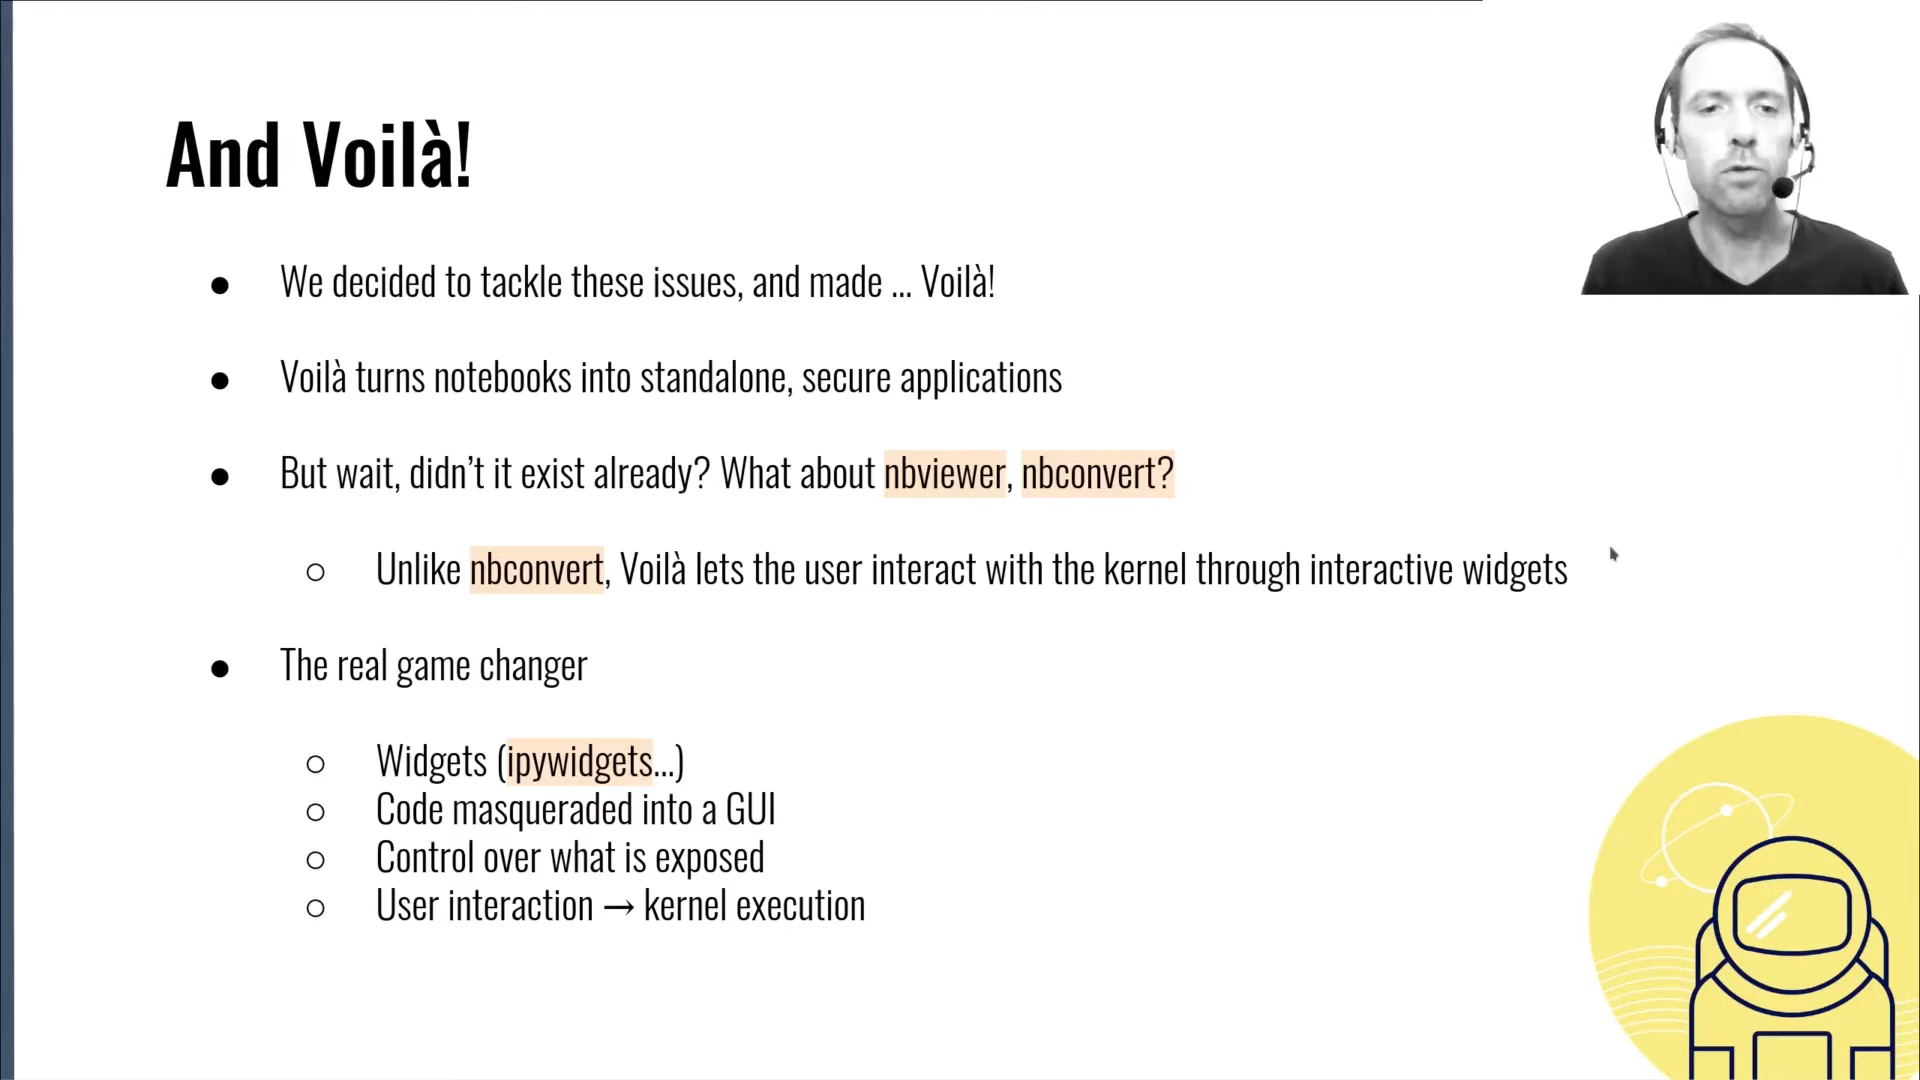 And Voilà!
● We decided to tackle these issues, and made ... Voilà!
● Voilà turns notebooks into standalone, secure applications
● But wait, didn’t it exist already? What about nbviewer, nbconvert?
○ Unlike nbconvert, Voilà lets the user interact with the kernel through interactive widgets
● The real game changer
○ Widgets (ipywidgets...)
○ Code masqueraded into a GUI
○ Control over what is exposed
○ User interaction → kernel execution